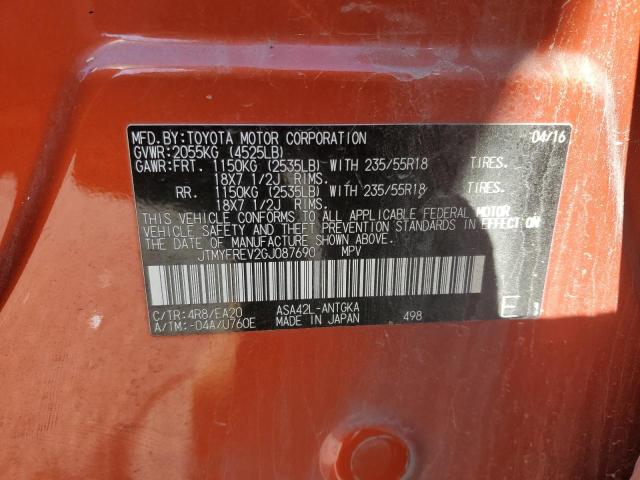 MFD.BY:TOYOTA MOTOR CORPORATION 04/16
GVWR:2055KG (4525LB)
GAWR:FRT. 1150KG (2535LB) WITH 235/55R18 TIRES.
18X7 1/2J RIMS.
RR. 1150KG (2535LB) WITH 235/55R18 TIRES.
18X7 1/2J RIMS.
THIS VEHICLE CONFORMS TO ALL APPLICABLE FEDERAL MOTOR
VEHICLE SAFETY AND THEFT PREVENTION STANDARDS IN EFFECT ON
THE DATE OF MANUFACTURE SHOWN ABOVE.
JTMYFREV2GJ087690 MPV
C/TR:4R8/EA20 ASA42L-ANTGKA
A/TM:-04A/U760E MADE IN JAPAN 498
E 3